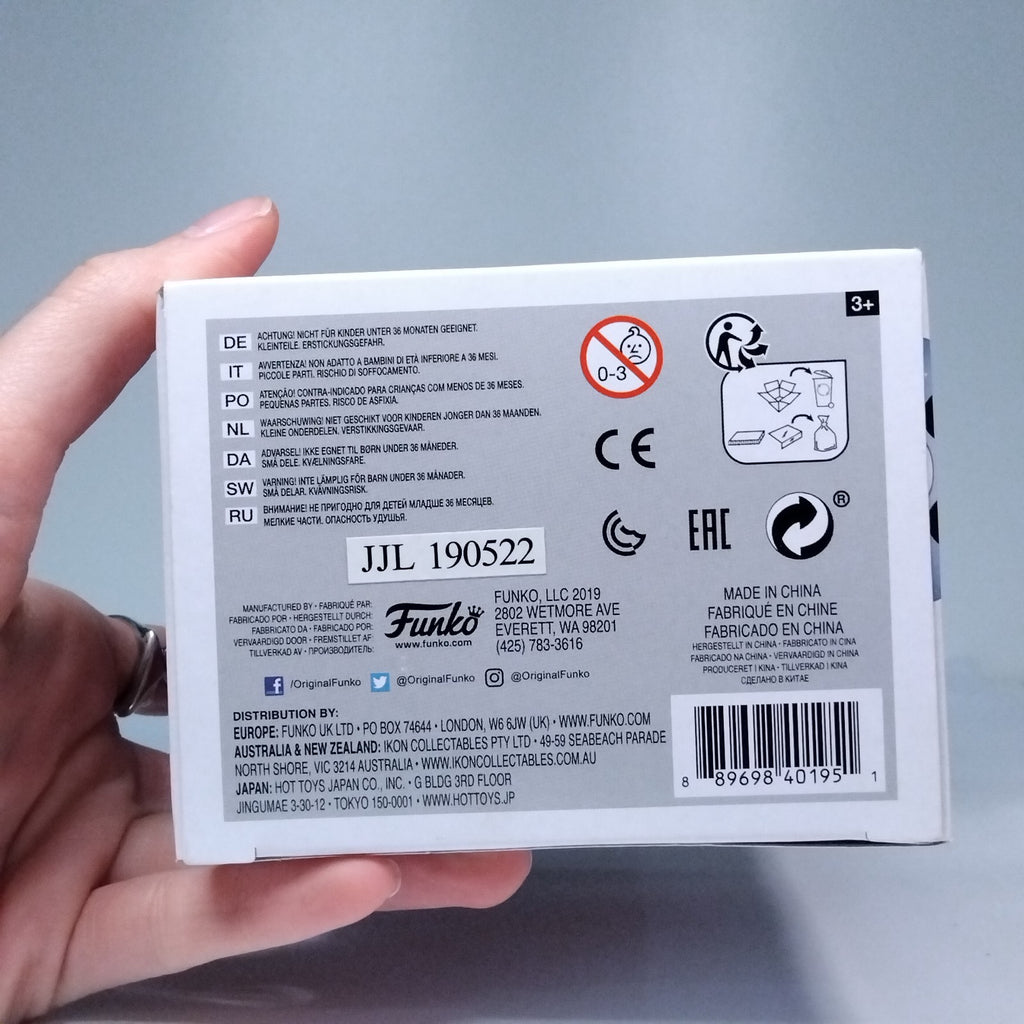 3+
DE
ACHTUNG! NICHT FÜR KINDER UNTER 36 MONATEN GEEIGNET.
KLEINTEILE. ERSTICKUNGSGEFAHR.
IT
AVVERTENZA! NON ADATTO A BAMBINI DI ETÀ INFERIORE A 36 MESI.
PICCOLE PARTI. RISCHIO DI SOFFOCAMENTO.
PO
ATENÇÃO! CONTRA-INDICADO PARA CRIANÇAS COM MENOS DE 36 MESES.
PEQUENAS PARTES. RISCO DE ASFIXIA.
NL
WAARSCHUWING! NIET GESCHIKT VOOR KINDEREN JONGER DAN 36 MAANDEN.
KLEINE ONDERDELEN. VERSTIKKINGSGEVAAR.
DA
ADVARSEL! IKKE EGNET TIL BØRN UNDER 36 MÅNEDER.
SMÅ DELE. KVÆLNINGSFARE.
SW
VARNING! INTE LÄMPLIG FÖR BARN UNDER 36 MÅNADER.
SMÅ DELAR. KVÄVNINGSRISK.
RU
ВНИМАНИЕ! НЕ ПРИГОДНО ДЛЯ ДЕТЕЙ МЛАДШЕ 36 МЕСЯЦЕВ.
МЕЛКИЕ ЧАСТИ. ОПАСНОСТЬ УДУШЬЯ.
0-3
CE
EAC
®
JJL 190522
MANUFACTURED BY • FABRIQUÉ PAR:
FABRICADO POR • HERGESTELLT DURCH:
FABBRICATO DA • FABRICADO POR:
VERVAARDIGD DOOR • FREMSTILLET AF:
TILLVERKAD AV • ПРОИЗВОДИТЕЛЬ:
Funko
www.funko.com
FUNKO, LLC 2019
2802 WETMORE AVE
EVERETT, WA 98201
(425) 783-3616
MADE IN CHINA
FABRIQUÉ EN CHINE
FABRICADO EN CHINA
HERGESTELLT IN CHINA • FABBRICATO IN CINA
FABRICADO NA CHINA • VERVAARDIGD IN CHINA
PRODUCERET I KINA • TILLVERKAD I KINA
СДЕЛАНО В КИТАЕ
/OriginalFunko @OriginalFunko @OriginalFunko
DISTRIBUTION BY:
EUROPE: FUNKO UK LTD • PO BOX 74644 • LONDON, W6 6JW (UK) • WWW.FUNKO.COM
AUSTRALIA & NEW ZEALAND: IKON COLLECTABLES PTY LTD • 49-59 SEABEACH PARADE
NORTH SHORE, VIC 3214 AUSTRALIA • WWW.IKONCOLLECTABLES.COM.AU
JAPAN: HOT TOYS JAPAN CO., INC. • G BLDG 3RD FLOOR
JINGUMAE 3-30-12 • TOKYO 150-0001 • WWW.HOTTOYS.JP
8 89698 40195 1